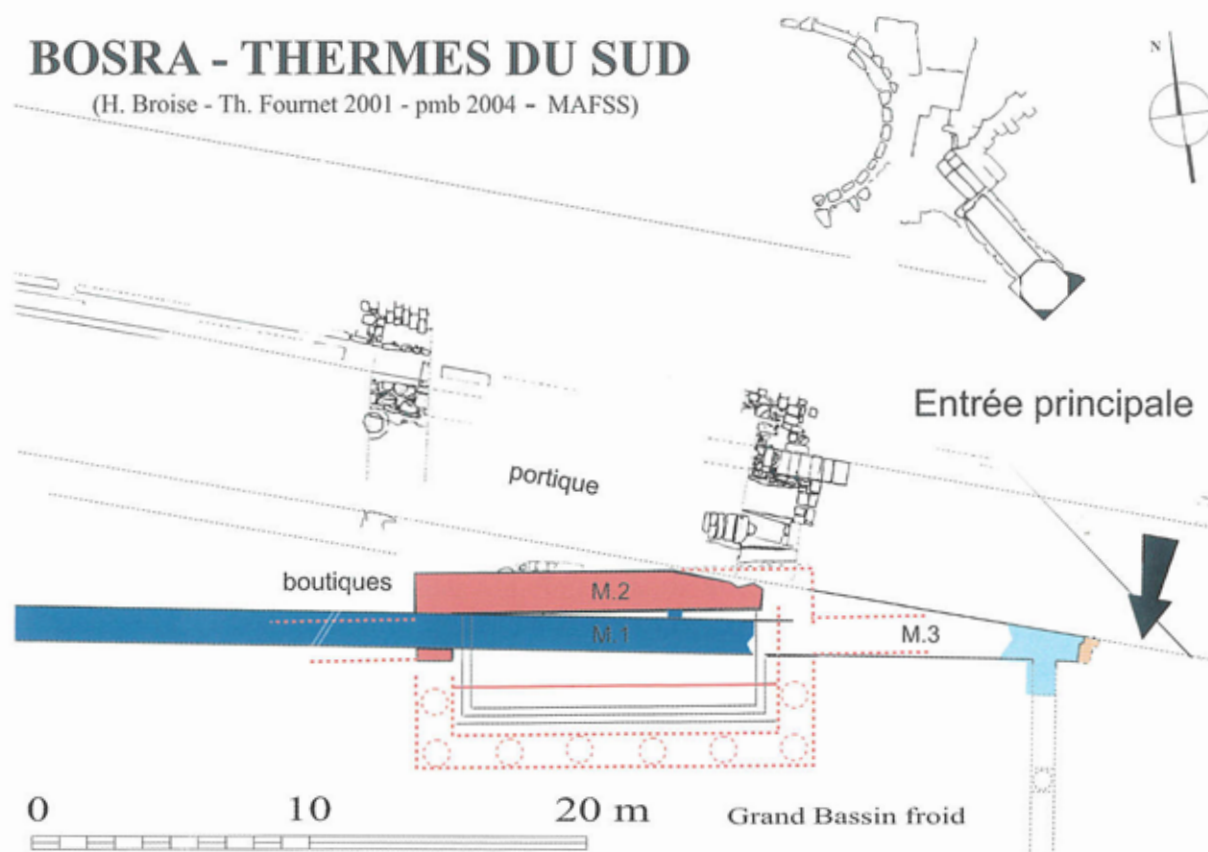 BOSRA - THERMES DU SUD
(H. Broise - Th. Fournet 2001 - pmb 2004 - MAFSS)
N
Entrée principale
portique
boutiques
M.2
M.1
M.3
0 10 20 m
Grand Bassin froid